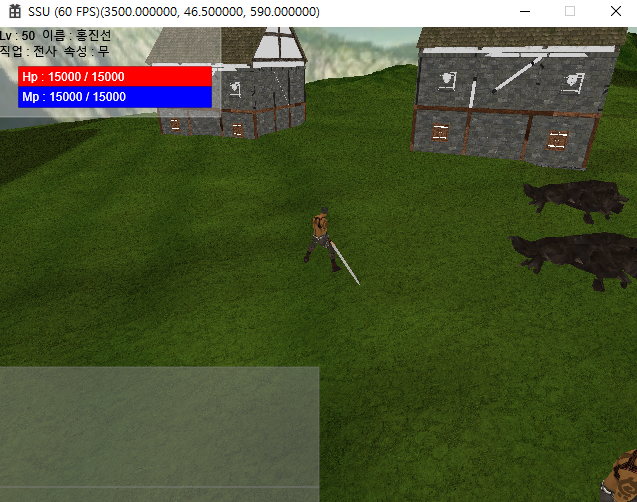 SSU (60 FPS)(3500.000000, 46.500000, 590.000000)
Lv : 50 이름 : 홍진선
직업 : 전사 속성 : 무
Hp : 15000 / 15000
Mp : 15000 / 15000